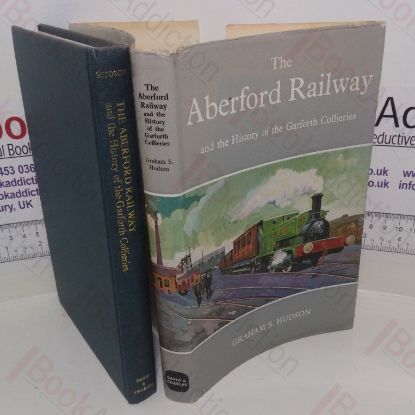 HUDSON
THE ABERFORD RAILWAY
and the History of the Garforth Collieries
DAVID
&
CHARLES
The
Aberford
Railway
and the
History
of the
Garforth
Collieries
Graham S.
Hudson
The
Aberford Railway
and the History of the Garforth Collieries
GRAHAM S. HUDSON
DAVID &
CHARLES